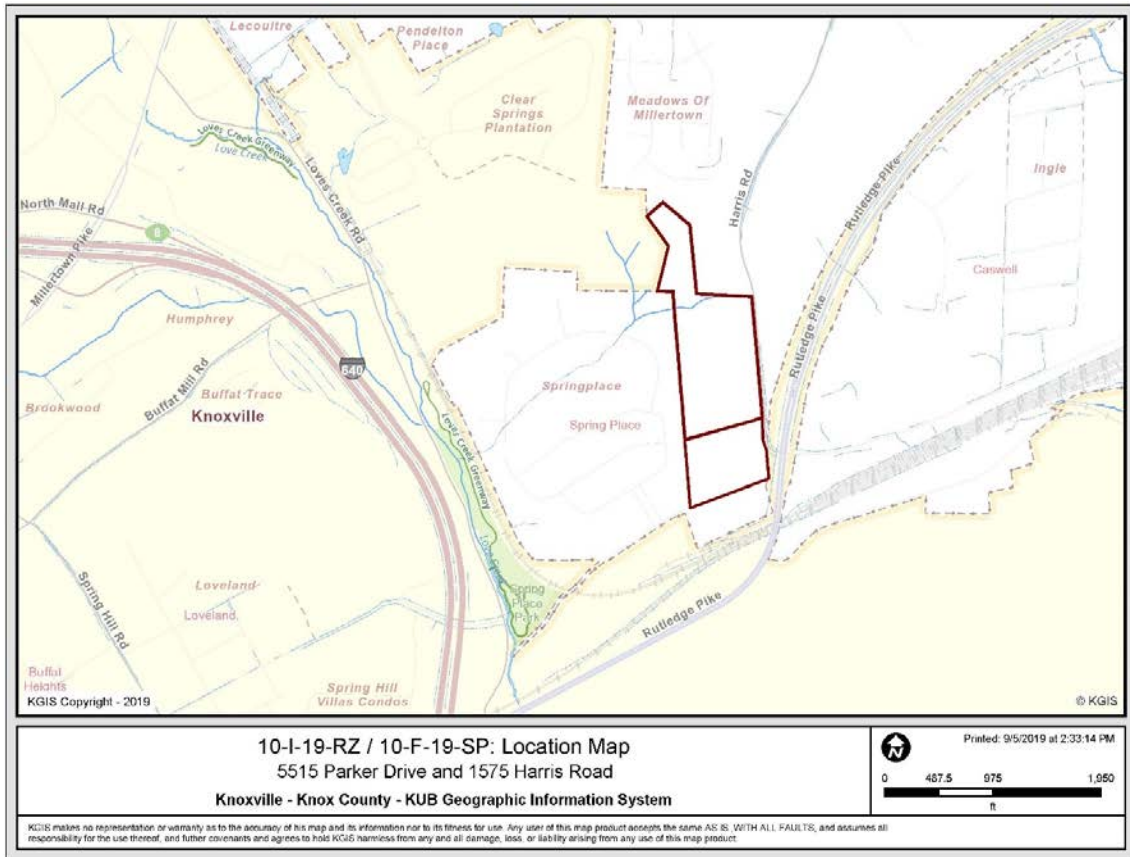 Lecoultre
Pendelton
Place
Clear
Springs
Plantation
Meadows Of
Millertown
Ingle
Loves Creek Greenway
Love Creek
Loves Creek Rd
Harris Rd
Rutledge Pike
Rutledge Pike
North Mall Rd
8
Millertown Pike
Caswell
Humphrey
640
Rutledge Pike
Buffat Mill Rd
Springplace
Buffat Trace
Brookwood
Knoxville
Spring Place
Loves Creek Greenway
Love Creek
Spring
Place
Park
Spring Hill Rd
Loveland
Loveland
Rutledge Pike
Buffat
Heights
Spring Hill
Villas Condos
KGIS Copyright - 2019
© KGIS
10-I-19-RZ / 10-F-19-SP: Location Map
5515 Parker Drive and 1575 Harris Road
Knoxville - Knox County - KUB Geographic Information System
N
Printed: 9/5/2019 at 2:33:14 PM
0 487.5 975 1,950
ft
KGIS makes no representation or warranty as to the accuracy of his map and its information nor to its fitness for use. Any user of this map product accepts the same AS IS ,WITH ALL FAULTS, and assumes all
responsibility for the use thereof, and futher covenants and agrees to hold KGIS harmless from any and all damage, loss, or liability arising from any use of this map product.